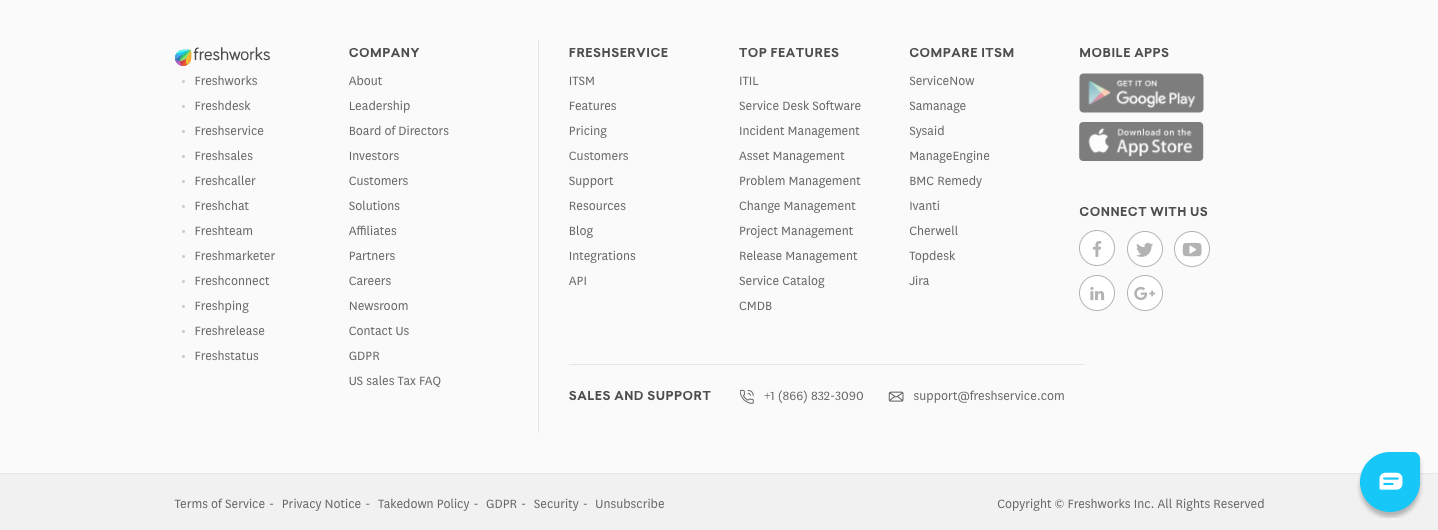 freshworks
Freshworks
Freshdesk
Freshservice
Freshsales
Freshcaller
Freshchat
Freshteam
Freshmarketer
Freshconnect
Freshping
Freshrelease
Freshstatus
COMPANY
About
Leadership
Board of Directors
Investors
Customers
Solutions
Affiliates
Partners
Careers
Newsroom
Contact Us
GDPR
US sales Tax FAQ
FRESHSERVICE
ITSM
Features
Pricing
Customers
Support
Resources
Blog
Integrations
API
TOP FEATURES
ITIL
Service Desk Software
Incident Management
Asset Management
Problem Management
Change Management
Project Management
Release Management
Service Catalog
CMDB
COMPARE ITSM
ServiceNow
Samanage
Sysaid
ManageEngine
BMC Remedy
Ivanti
Cherwell
Topdesk
Jira
MOBILE APPS
GET IT ON
Google Play
Download on the
App Store
CONNECT WITH US
f
in
G+
SALES AND SUPPORT +1 (866) 832-3090 support@freshservice.com
Terms of Service - Privacy Notice - Takedown Policy - GDPR - Security - Unsubscribe
Copyright © Freshworks Inc. All Rights Reserved